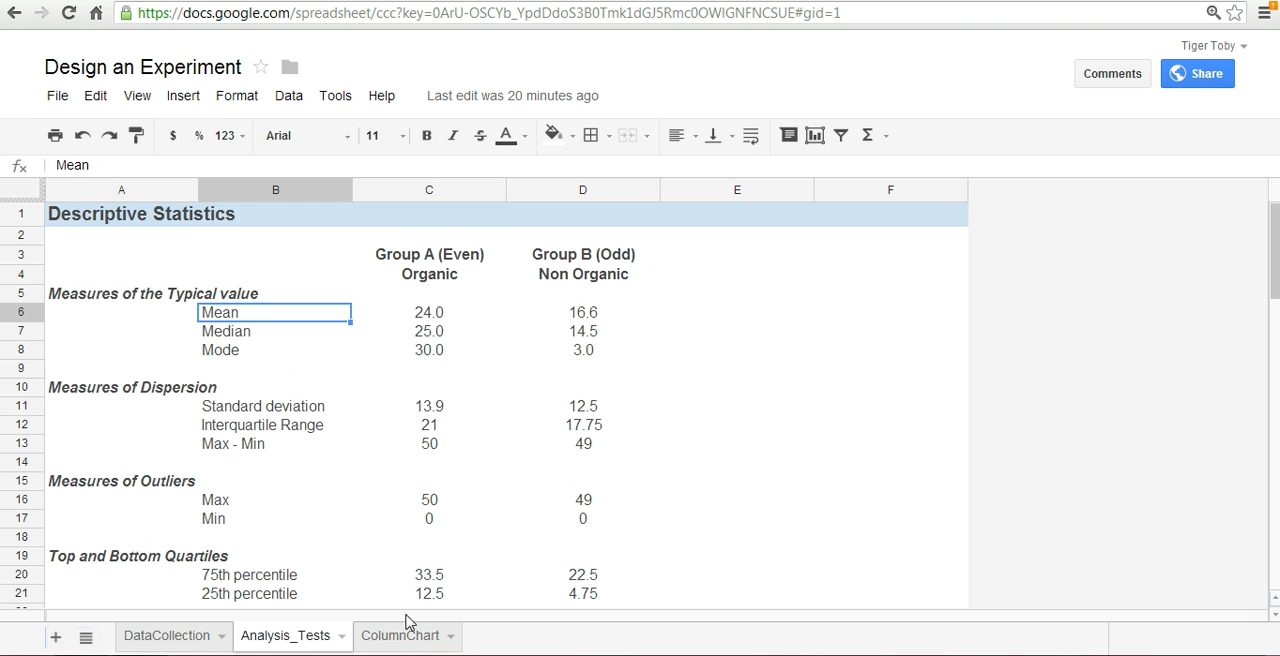 https://docs.google.com/spreadsheet/ccc?key=0ArU-OSCYb_YpdDdoS3B0Tmk1dGJ5Rmc0OWlGNFNCSUE#gid=1
Tiger Toby
Design an Experiment
Comments Share
File Edit View Insert Format Data Tools Help Last edit was 20 minutes ago
$ % 123 Arial 11 B I S A Σ
fx Mean
A B C D E F
1 Descriptive Statistics
2
3 Group A (Even) Group B (Odd)
4 Organic Non Organic
5 Measures of the Typical value
6 Mean 24.0 16.6
7 Median 25.0 14.5
8 Mode 30.0 3.0
9
10 Measures of Dispersion
11 Standard deviation 13.9 12.5
12 Interquartile Range 21 17.75
13 Max - Min 50 49
14
15 Measures of Outliers
16 Max 50 49
17 Min 0 0
18
19 Top and Bottom Quartiles
20 75th percentile 33.5 22.5
21 25th percentile 12.5 4.75
DataCollection Analysis_Tests ColumnChart